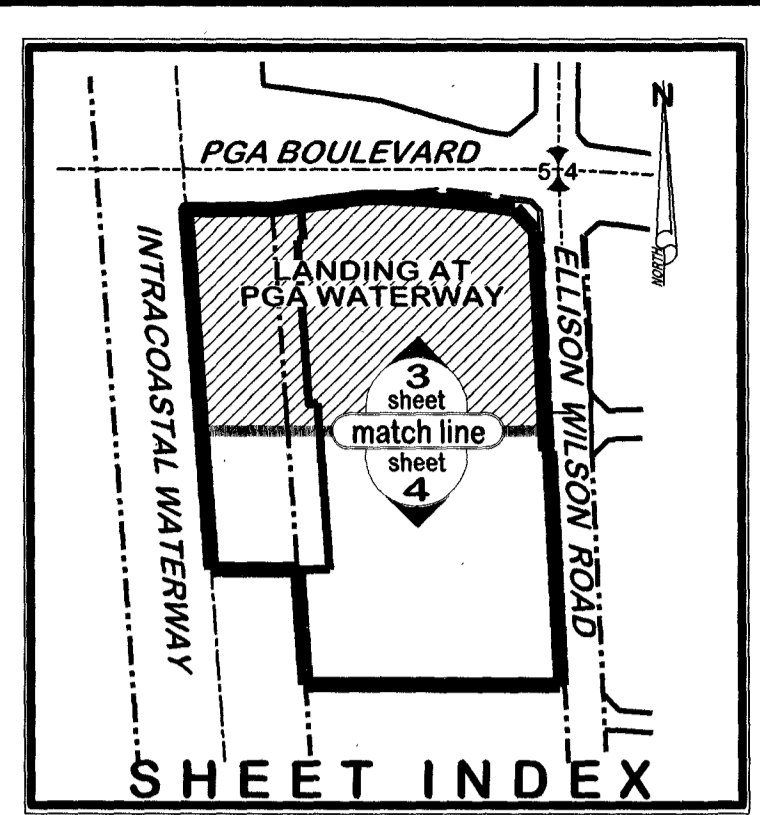 N
PGA BOULEVARD
5 4
NORTH
INTRACOASTAL WATERWAY
LANDING AT
PGA WATERWAY
ELLISON WILSON ROAD
3
sheet
match line
sheet
4
SHEET INDEX